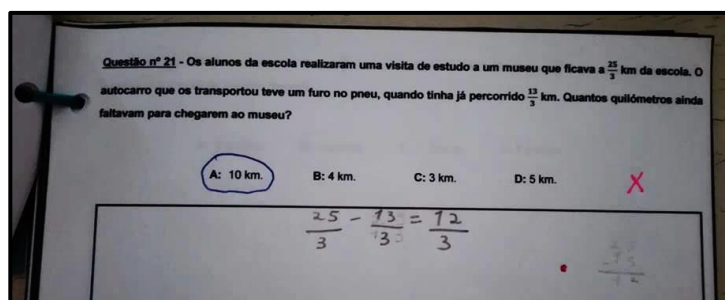 Questão nº 21 - Os alunos da escola realizaram uma visita de estudo a um museu que ficava a 25/3 km da escola. O
autocarro que os transportou teve um furo no pneu, quando tinha já percorrido 13/3 km. Quantos quilómetros ainda
faltavam para chegarem ao museu?
A: 10 km. B: 4 km. C: 3 km. D: 5 km. X
25/3 - 13/3 = 12/3